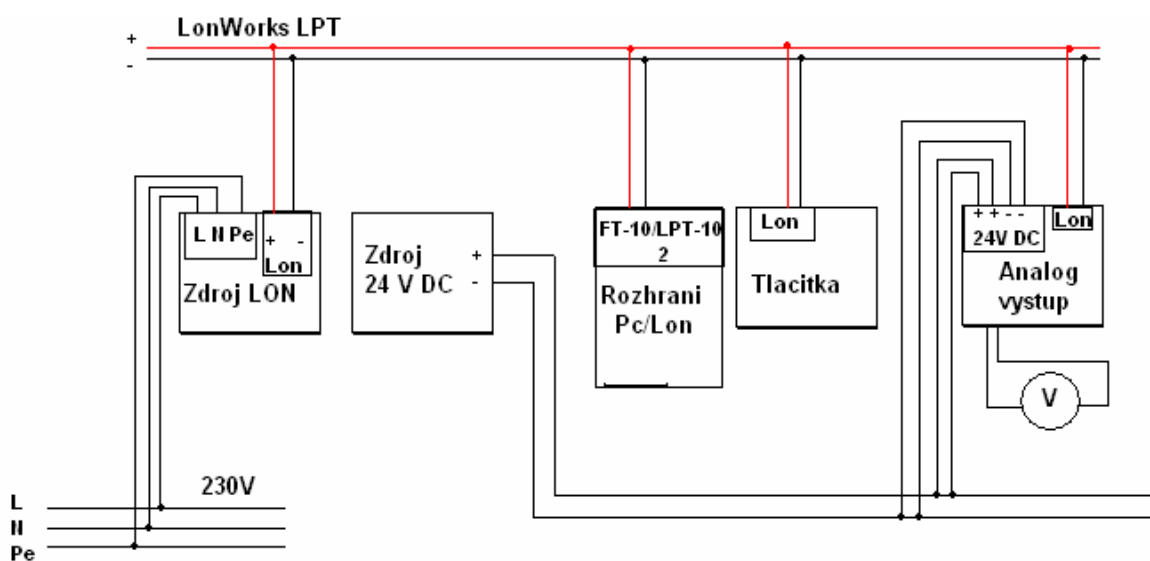 LonWorks LPT
+
-
L N Pe
+ -
Lon
Zdroj LON
Zdroj +
24 V DC -
FT-10/LPT-10
2
Rozhrani
Pc/Lon
Lon
Tlacitka
+ + - -
24V DC
Lon
Analog
vystup
V
230V
L
N
Pe